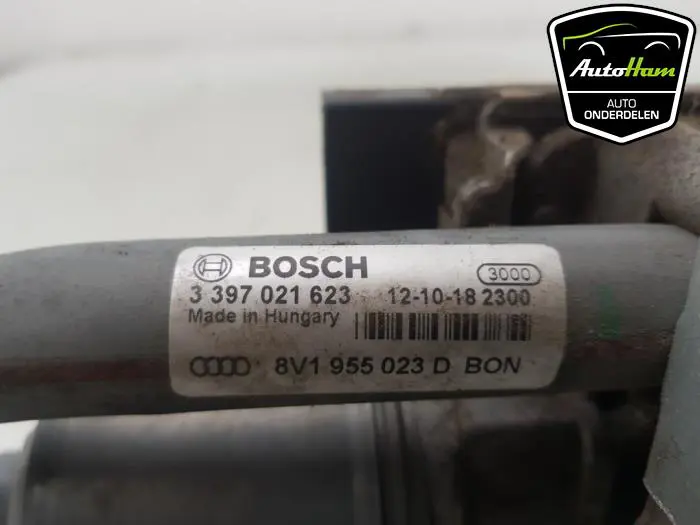 AutoHam
AUTO
ONDERDELEN
BOSCH
3000
3 397 021 623 12-10-18 2300
Made in Hungary
8V1 955 023 D BON